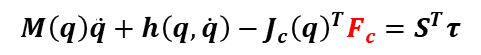 M(q)q̇ + h(q, q̇) − J_c(q)^T F_c = S^T τ